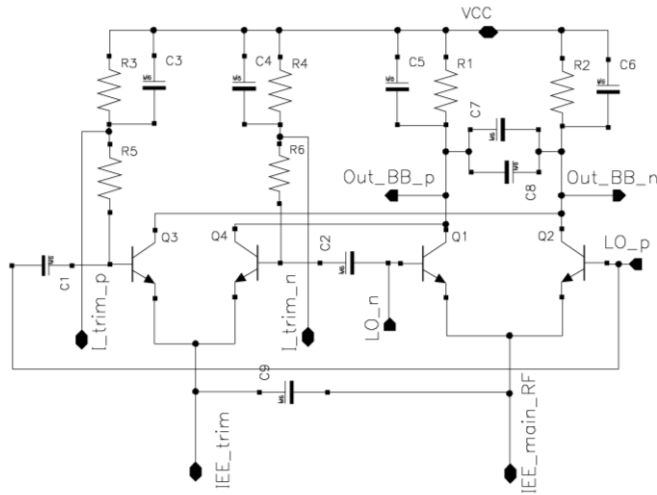 VCC
R3
C3
C4
R4
C5
R1
R2
C6
C7
R5
R6
C8
Out_BB_p
Out_BB_n
Q3
Q4
C2
Q1
Q2
LO_p
C1
I_trim_p
I_trim_n
LO_n
C9
IEE_trim
IEE_main_RF